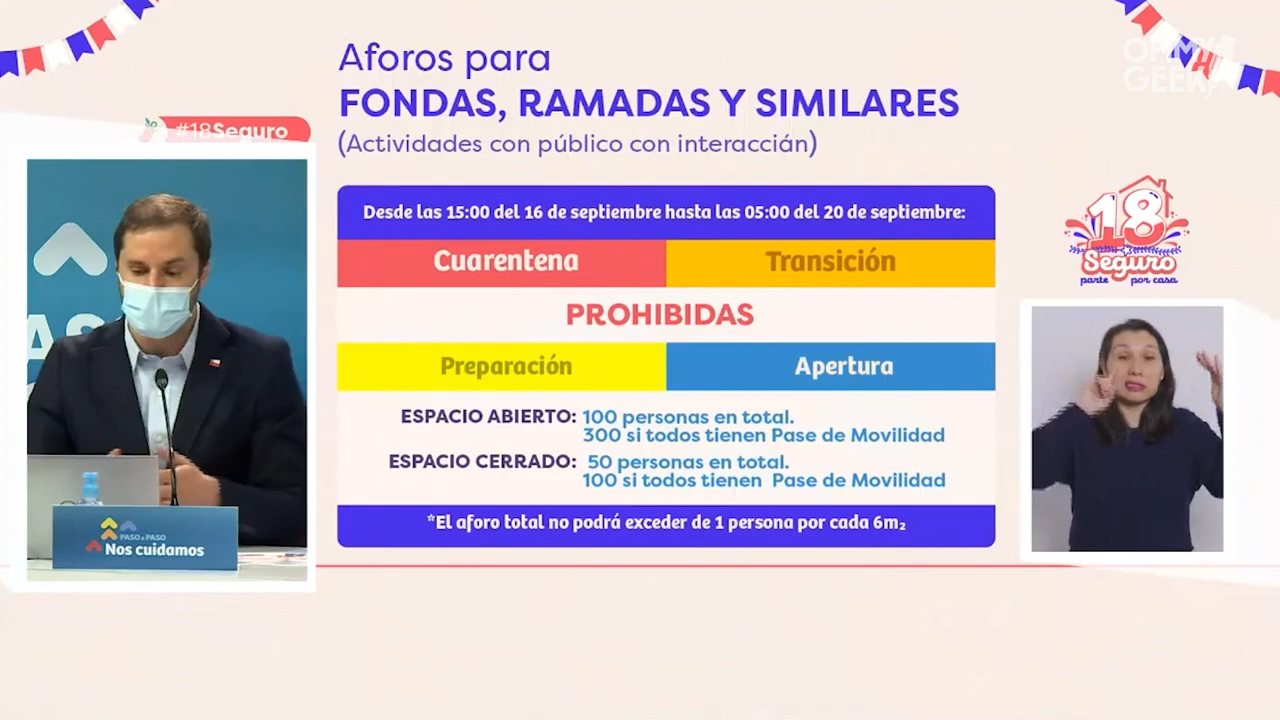 Aforos para
FONDAS, RAMADAS Y SIMILARES
(Actividades con público con interaccián)
#18Seguro
Desde las 15:00 del 16 de septiembre hasta las 05:00 del 20 de septiembre:
Cuarentena Transición
PROHIBIDAS
Preparación Apertura
ESPACIO ABIERTO: 100 personas en total.
300 si todos tienen Pase de Movilidad
ESPACIO CERRADO: 50 personas en total.
100 si todos tienen Pase de Movilidad
*El aforo total no podrá exceder de 1 persona por cada 6m₂
18
Seguro
parte por casa
PASO a PASO
Nos cuidamos